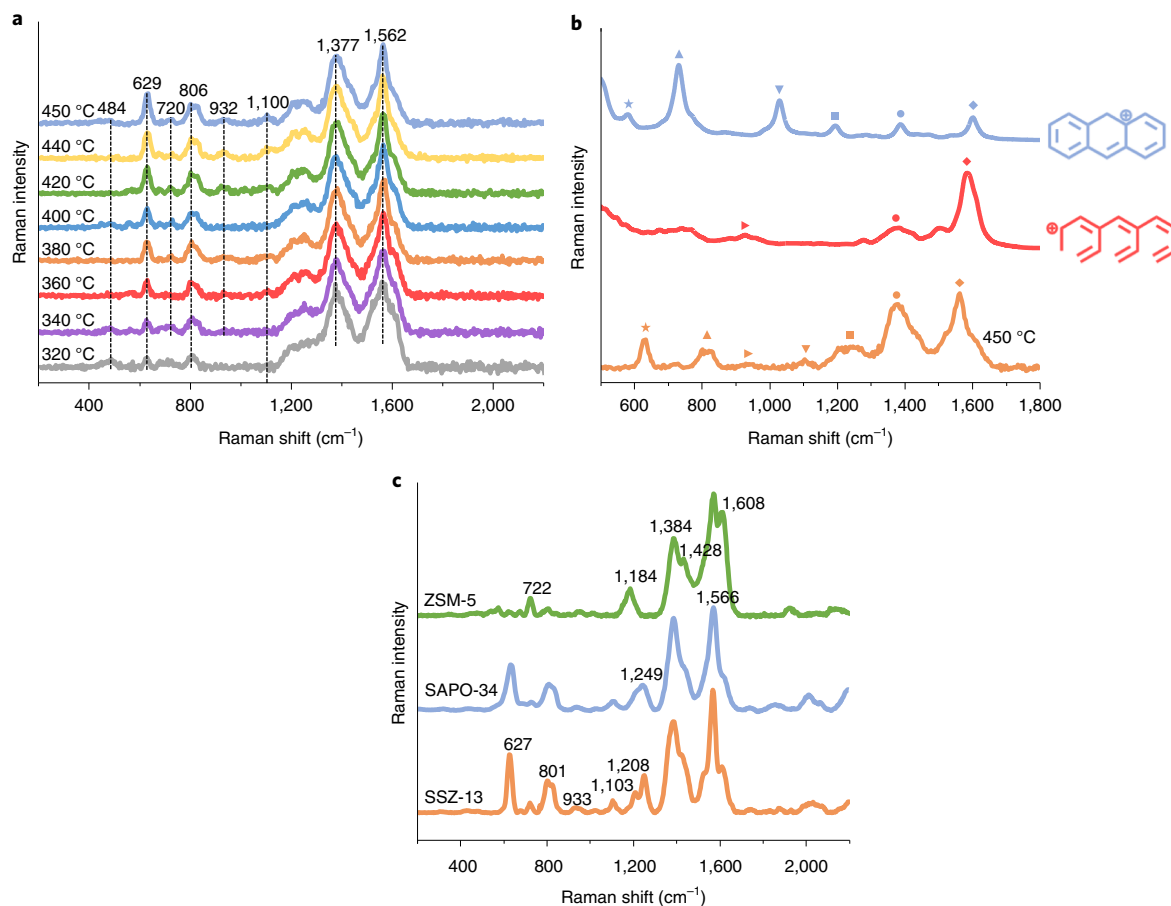 a
1,377
1,562
629
806
450 °C
484
720
932
1,100
440 °C
420 °C
400 °C
380 °C
360 °C
340 °C
320 °C
Raman intensity
400 800 1,200 1,600 2,000
Raman shift (cm−1)
b
⊕
⊕
450 °C
Raman intensity
600 800 1,000 1,200 1,400 1,600 1,800
Raman shift (cm−1)
c
1,608
1,384
1,428
1,184
722
ZSM-5
1,566
1,249
SAPO-34
627
1,208
801
1,103
933
SSZ-13
Raman intensity
400 800 1,200 1,600 2,000
Raman shift (cm−1)